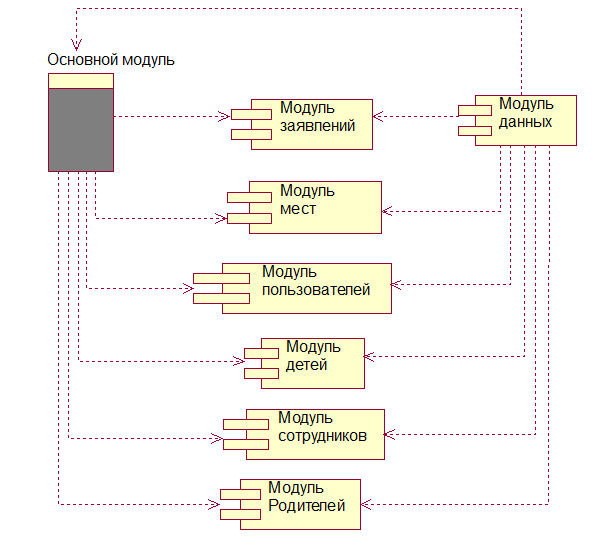 Основной модуль
Модуль
заявлений
Модуль
данных
Модуль
мест
Модуль
пользователей
Модуль
детей
Модуль
сотрудников
Модуль
Родителей